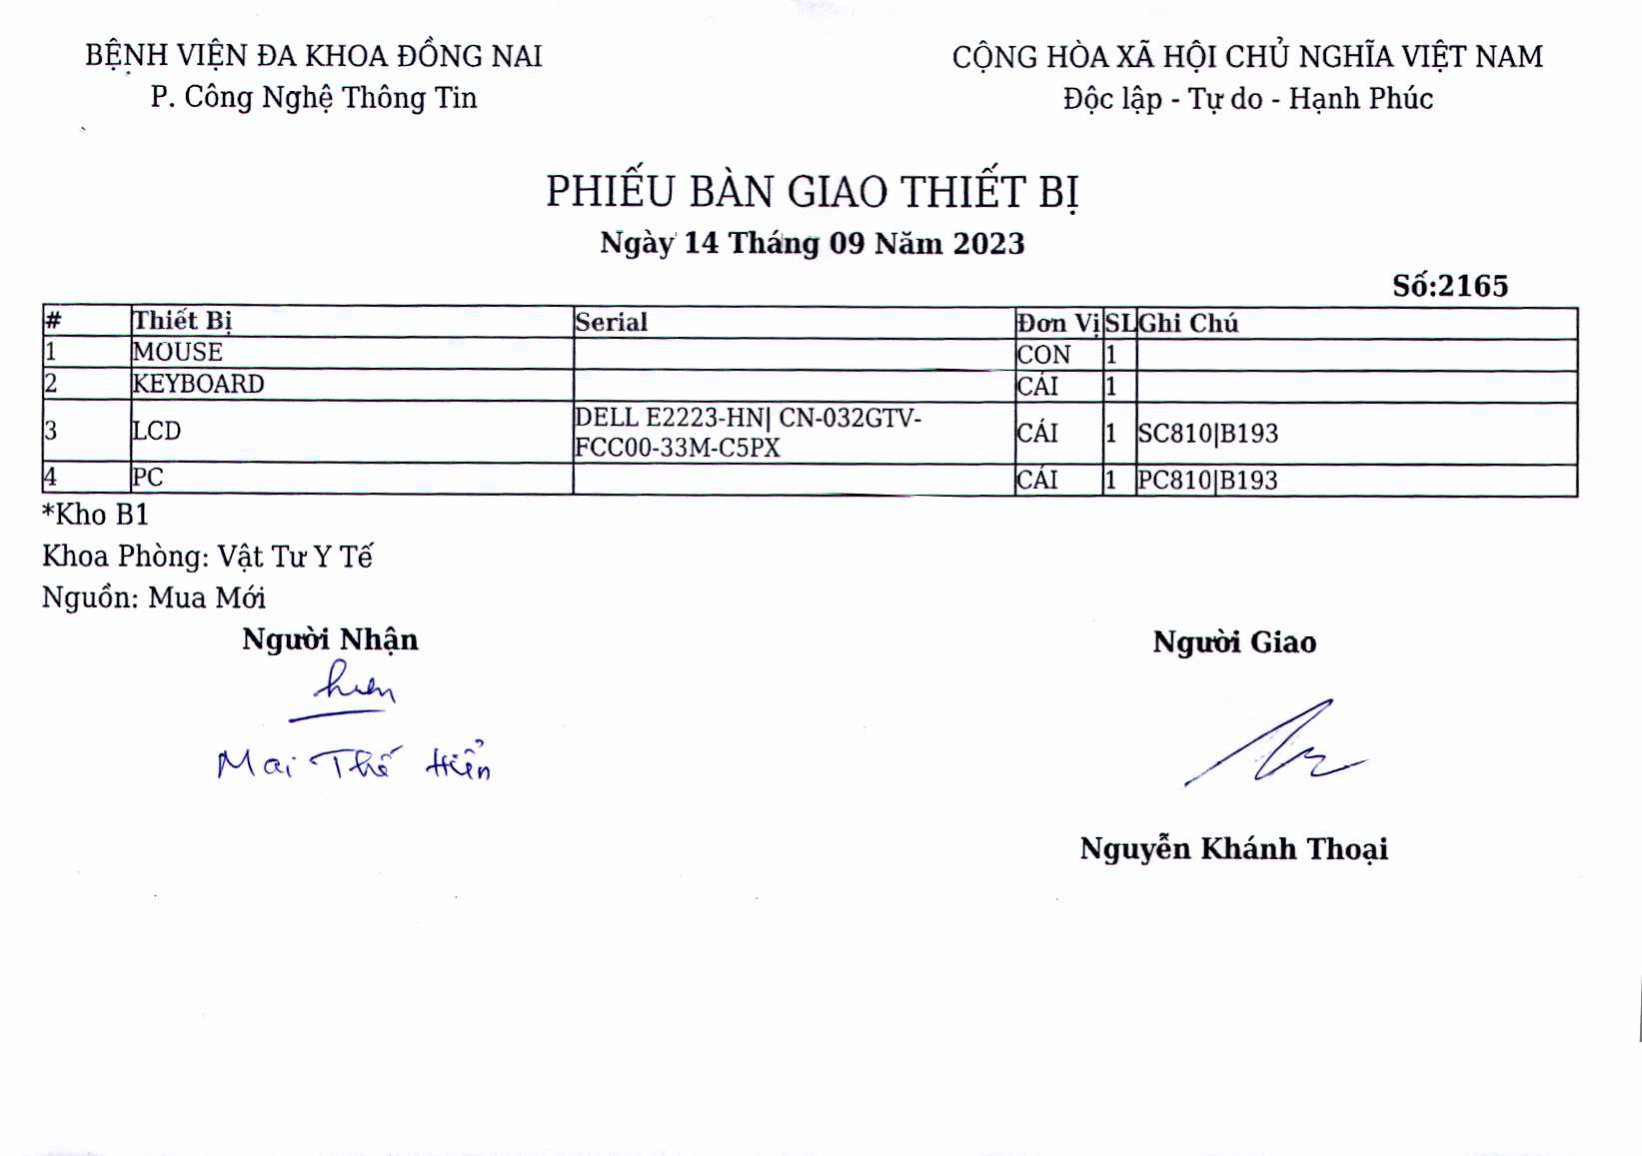 BỆNH VIỆN ĐA KHOA ĐỒNG NAI
P. Công Nghệ Thông Tin
CỘNG HÒA XÃ HỘI CHỦ NGHĨA VIỆT NAM
Độc lập - Tự do - Hạnh Phúc
PHIẾU BÀN GIAO THIẾT BỊ
Ngày 14 Tháng 09 Năm 2023
Số:2165
# Thiết Bị Serial Đơn Vị SL Ghi Chú
1 MOUSE CON 1
2 KEYBOARD CÁI 1
3 LCD DELL E2223-HN| CN-032GTV-
FCC00-33M-C5PX CÁI 1 SC810|B193
4 PC CÁI 1 PC810|B193
*Kho B1
Khoa Phòng: Vật Tư Y Tế
Nguồn: Mua Mới
Người Nhận
Người Giao
Mai Thế Hiển
Nguyễn Khánh Thoại